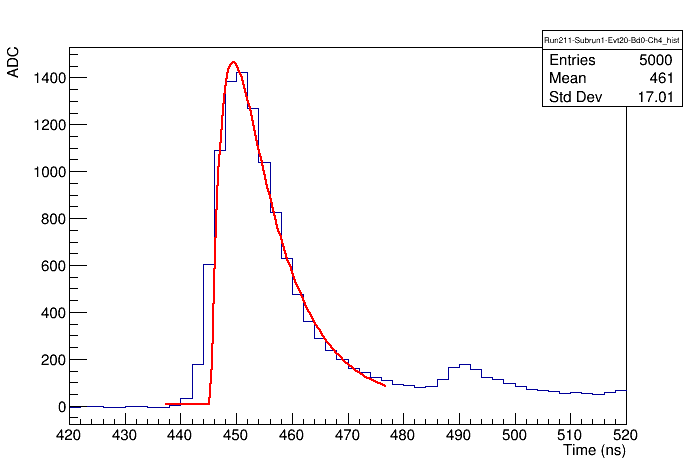 Run211-Subrun1-Evt20-Bd0-Ch4_hist
Entries 5000
Mean 461
Std Dev 17.01
ADC
1400
1200
1000
800
600
400
200
0
420 430 440 450 460 470 480 490 500 510 520
Time (ns)